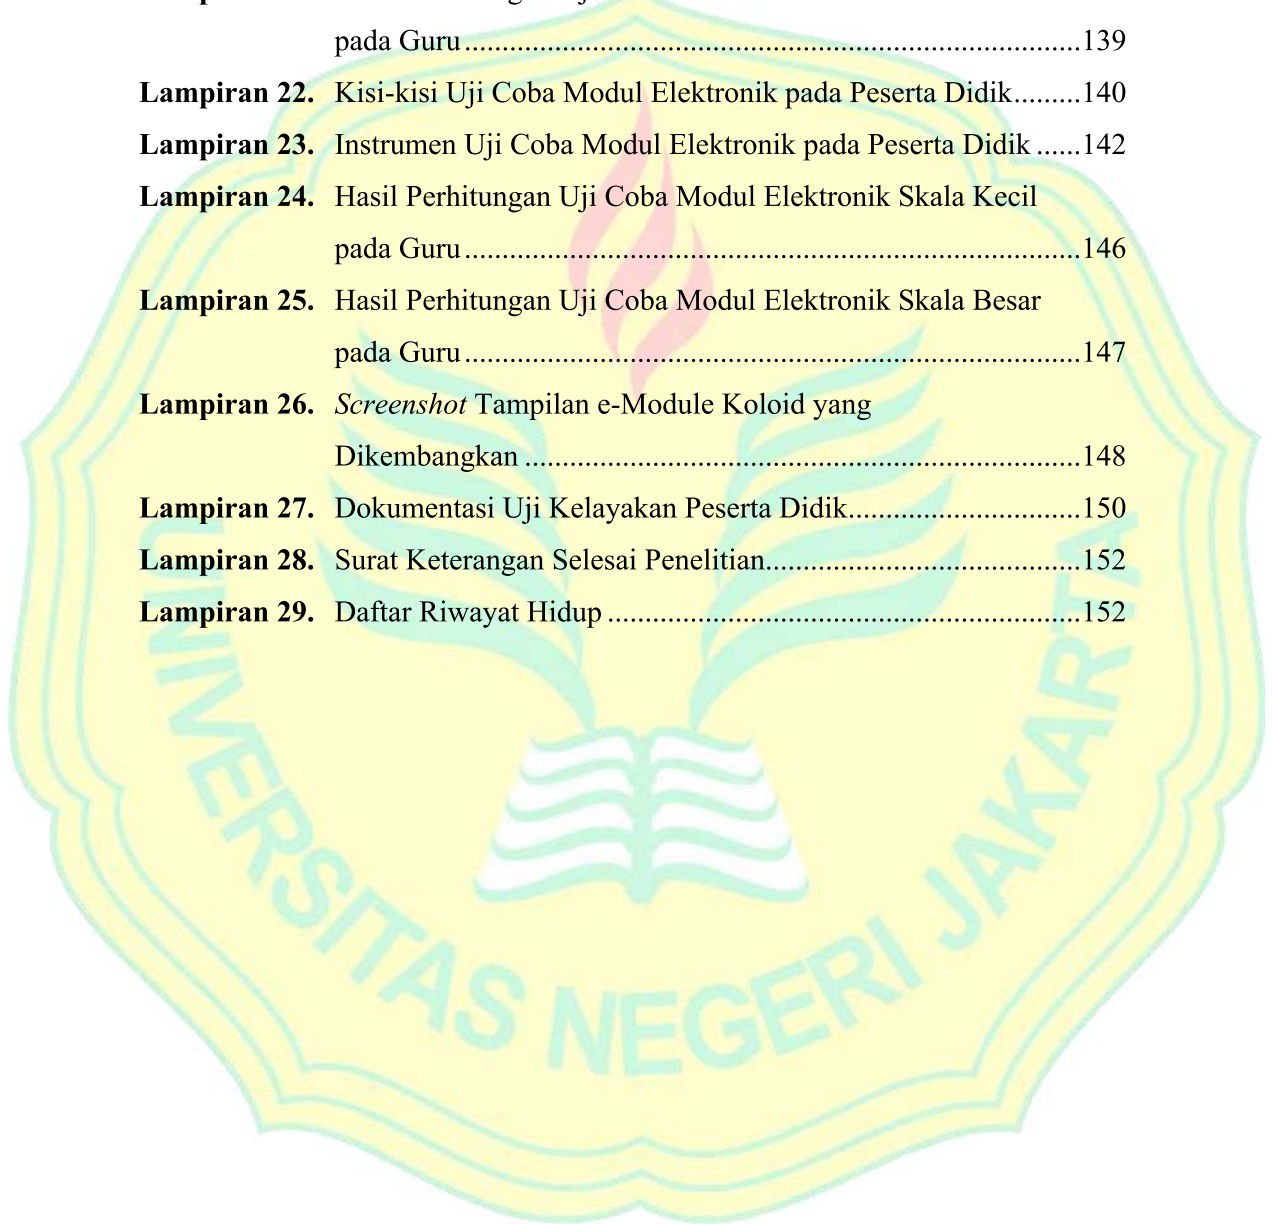 pada Guru.................................................................................139
Lampiran 22. Kisi-kisi Uji Coba Modul Elektronik pada Peserta Didik.........140
Lampiran 23. Instrumen Uji Coba Modul Elektronik pada Peserta Didik ......142
Lampiran 24. Hasil Perhitungan Uji Coba Modul Elektronik Skala Kecil
pada Guru.................................................................................146
Lampiran 25. Hasil Perhitungan Uji Coba Modul Elektronik Skala Besar
pada Guru.................................................................................147
Lampiran 26. Screenshot Tampilan e-Module Koloid yang
Dikembangkan .........................................................................148
Lampiran 27. Dokumentasi Uji Kelayakan Peserta Didik...............................150
Lampiran 28. Surat Keterangan Selesai Penelitian.........................................152
Lampiran 29. Daftar Riwayat Hidup ..............................................................152
UNIVERSITAS NEGERI JAKARTA